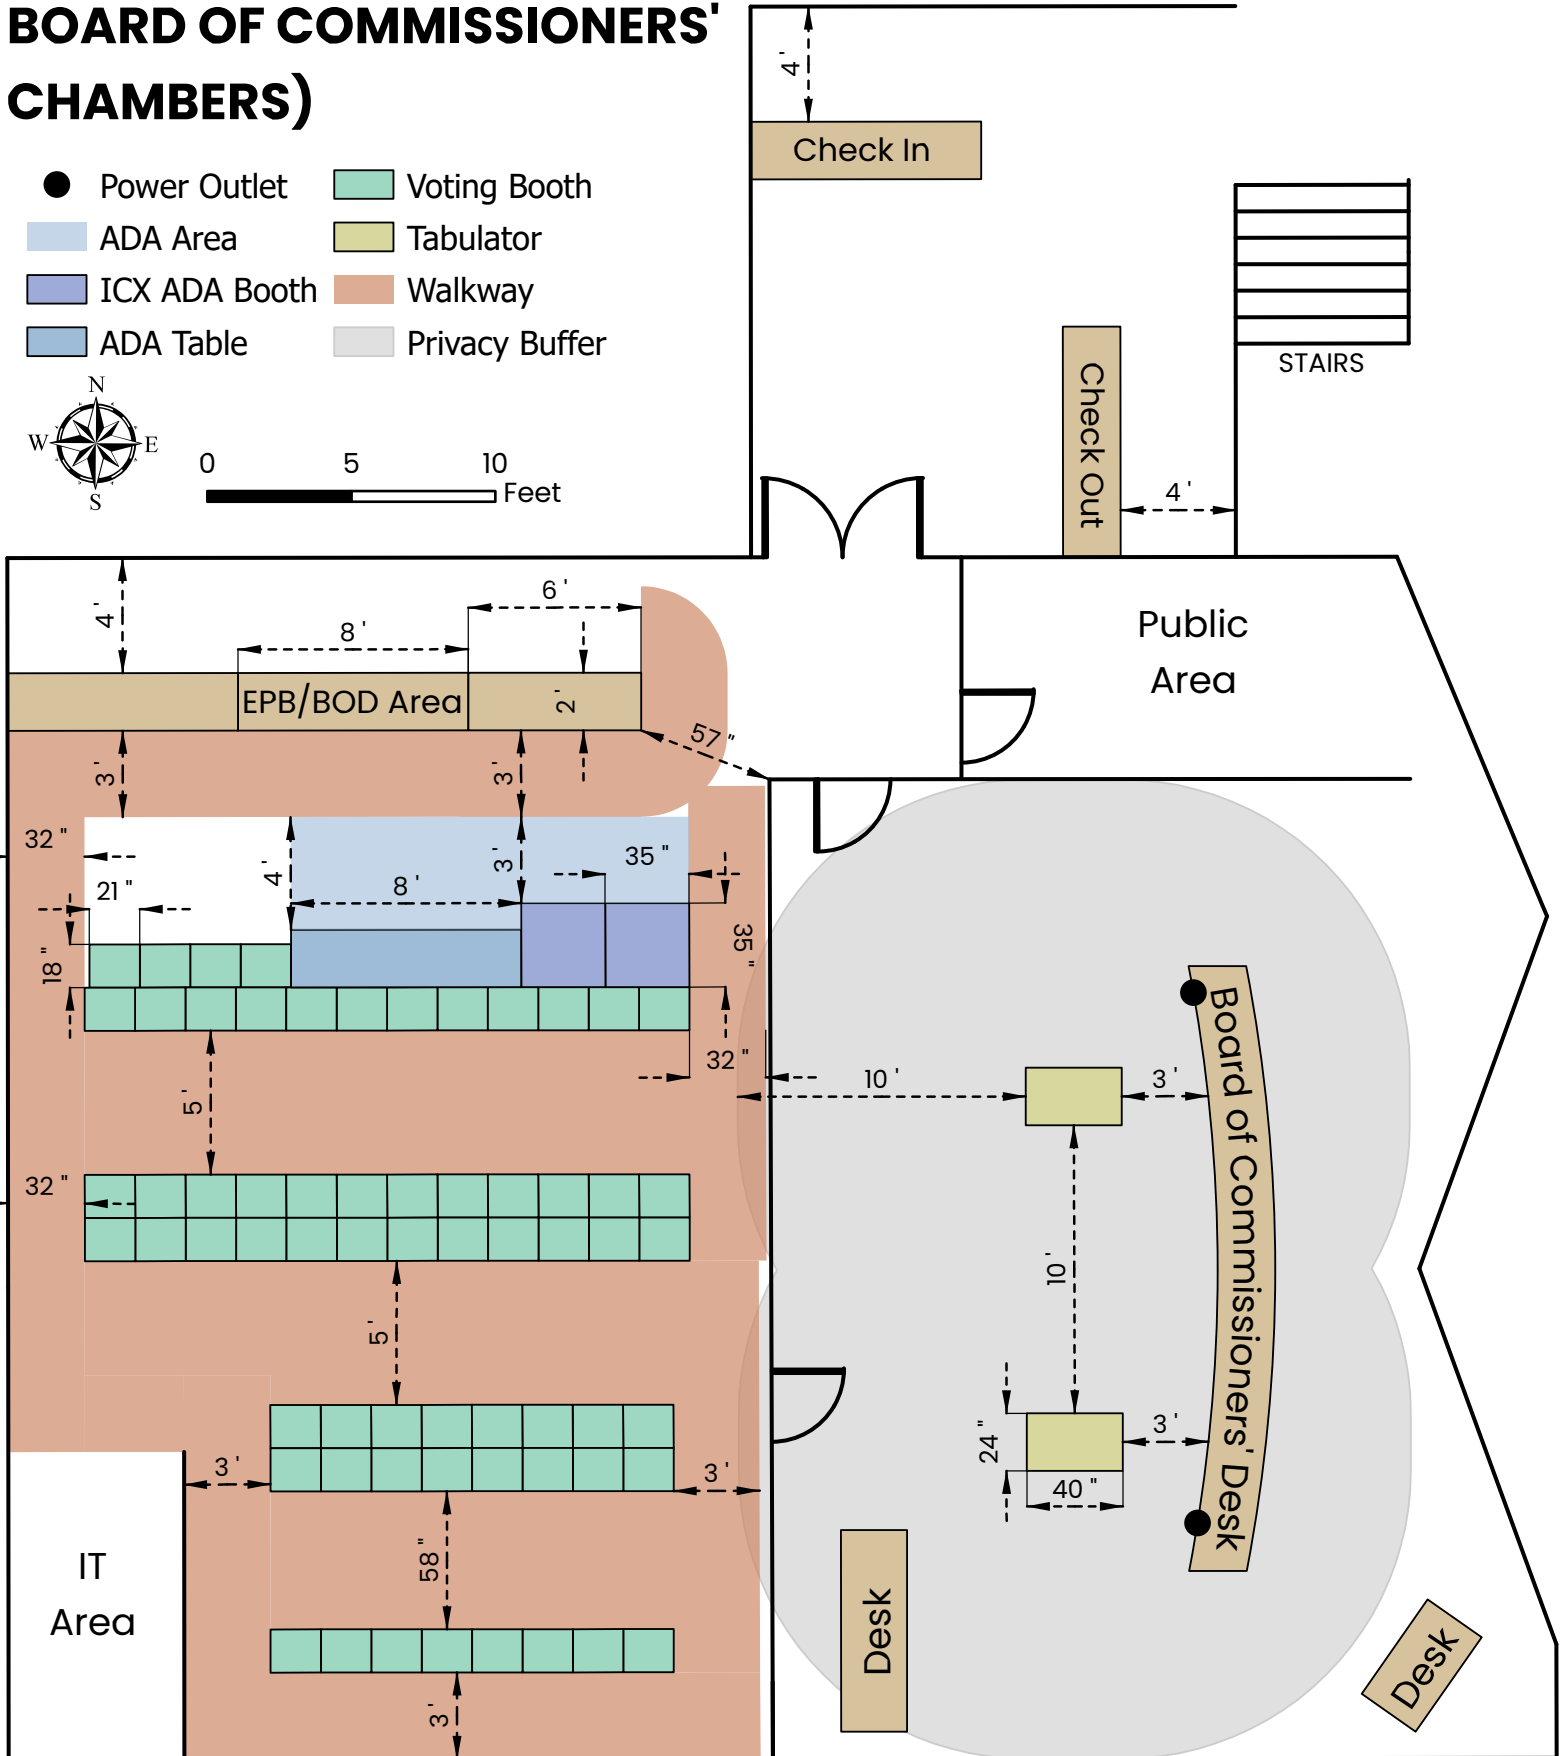 BOARD OF COMMISSIONERS'
CHAMBERS)
Power Outlet
Voting Booth
ADA Area
Tabulator
ICX ADA Booth
Walkway
ADA Table
Privacy Buffer
N
W
E
S
0 5 10
Feet
4 '
Check In
STAIRS
Check Out
4 '
Public
Area
4 '
6 '
8 '
EPB/BOD Area
2 '
57 "
3 '
3 '
32 "
21 "
4 '
8 '
3 '
35 "
18 "
35 "
32 "
5 '
10 '
3 '
Board of Commissioners' Desk
32 "
10 '
5 '
3 '
3 '
24 "
40 "
3 '
58 "
IT
Area
Desk
Desk
3 '